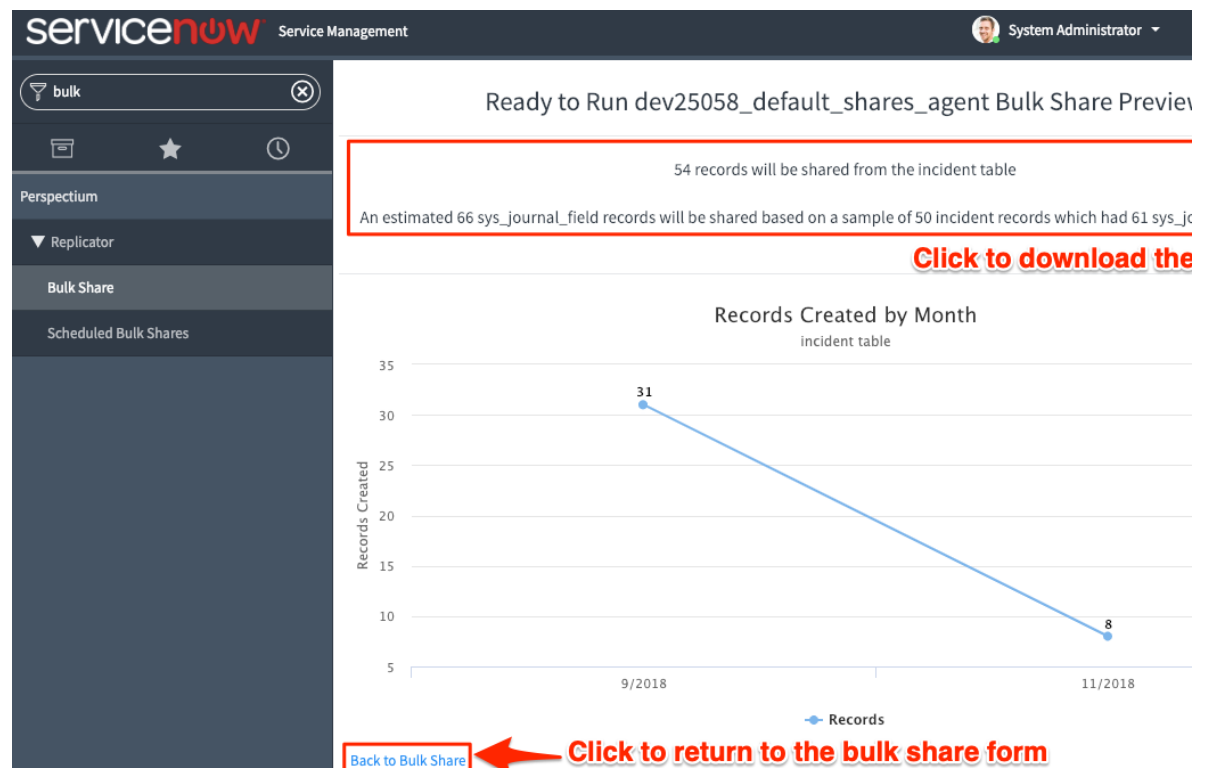 servicenow Service Management
System Administrator
bulk
Ready to Run dev25058_default_shares_agent Bulk Share Preview
54 records will be shared from the incident table
Perspectium
An estimated 66 sys_journal_field records will be shared based on a sample of 50 incident records which had 61
Replicator
Click to download the
Bulk Share
Records Created by Month
Scheduled Bulk Shares
incident table
35
31
30
25
20
15
10
8
5
Records Created
9/2018
11/2018
Records
Back to Bulk Share
Click to return to the bulk share form